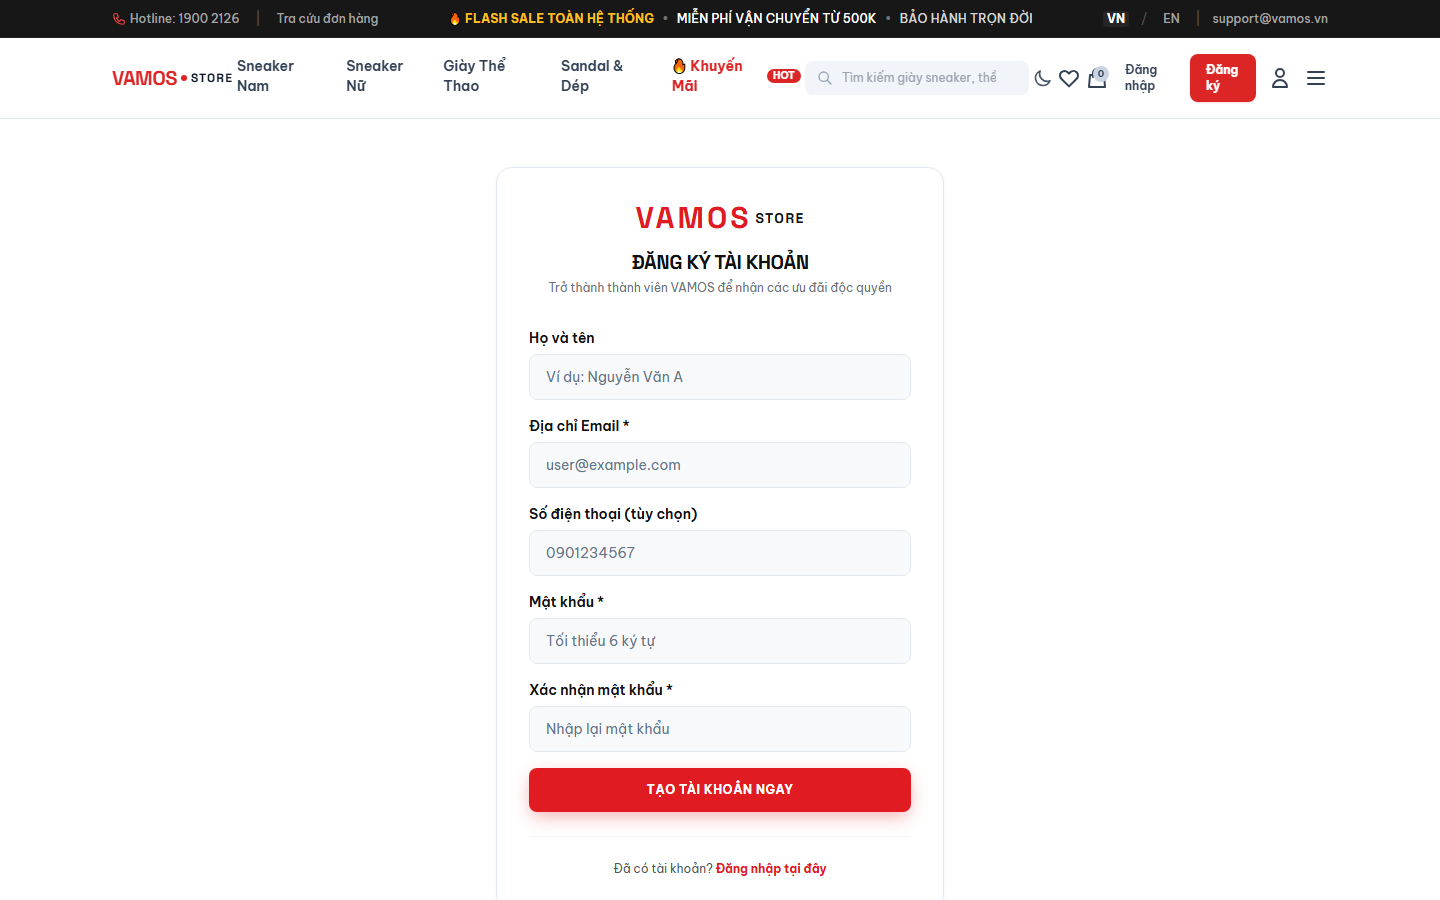 Hotline: 1900 2126 | Tra cứu đơn hàng
🔥 FLASH SALE TOÀN HỆ THỐNG • MIỄN PHÍ VẬN CHUYỂN TỪ 500K • BẢO HÀNH TRỌN ĐỜI
VN / EN | support@vamos.vn
VAMOS • STORE
Sneaker Nam
Sneaker Nữ
Giày Thể Thao
Sandal & Dép
🔥 Khuyến Mãi
HOT
Tìm kiếm giày sneaker, thể
0
Đăng nhập
Đăng ký
VAMOS STORE
ĐĂNG KÝ TÀI KHOẢN
Trở thành thành viên VAMOS để nhận các ưu đãi độc quyền
Họ và tên
Ví dụ: Nguyễn Văn A
Địa chỉ Email *
user@example.com
Số điện thoại (tùy chọn)
0901234567
Mật khẩu *
Tối thiểu 6 ký tự
Xác nhận mật khẩu *
Nhập lại mật khẩu
TẠO TÀI KHOẢN NGAY
Đã có tài khoản? Đăng nhập tại đây